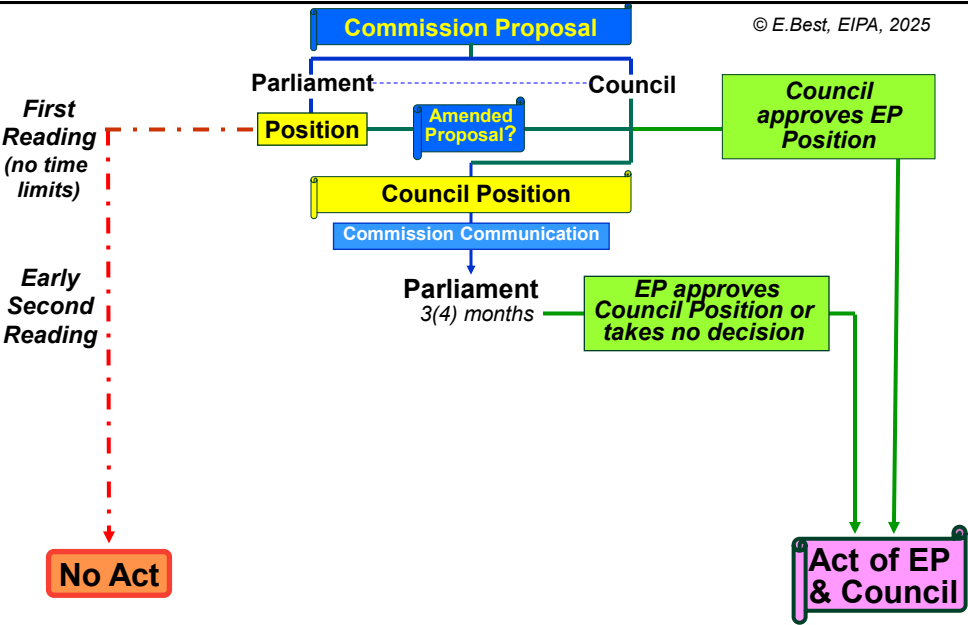 Commission Proposal
© E.Best, EIPA, 2025
Parliament
Council
First
Reading
(no time
limits)
Position
Amended
Proposal?
Council
approves EP
Position
Council Position
Commission Communication
Early
Second
Reading
Parliament
3(4) months
EP approves
Council Position or
takes no decision
No Act
Act of EP
& Council